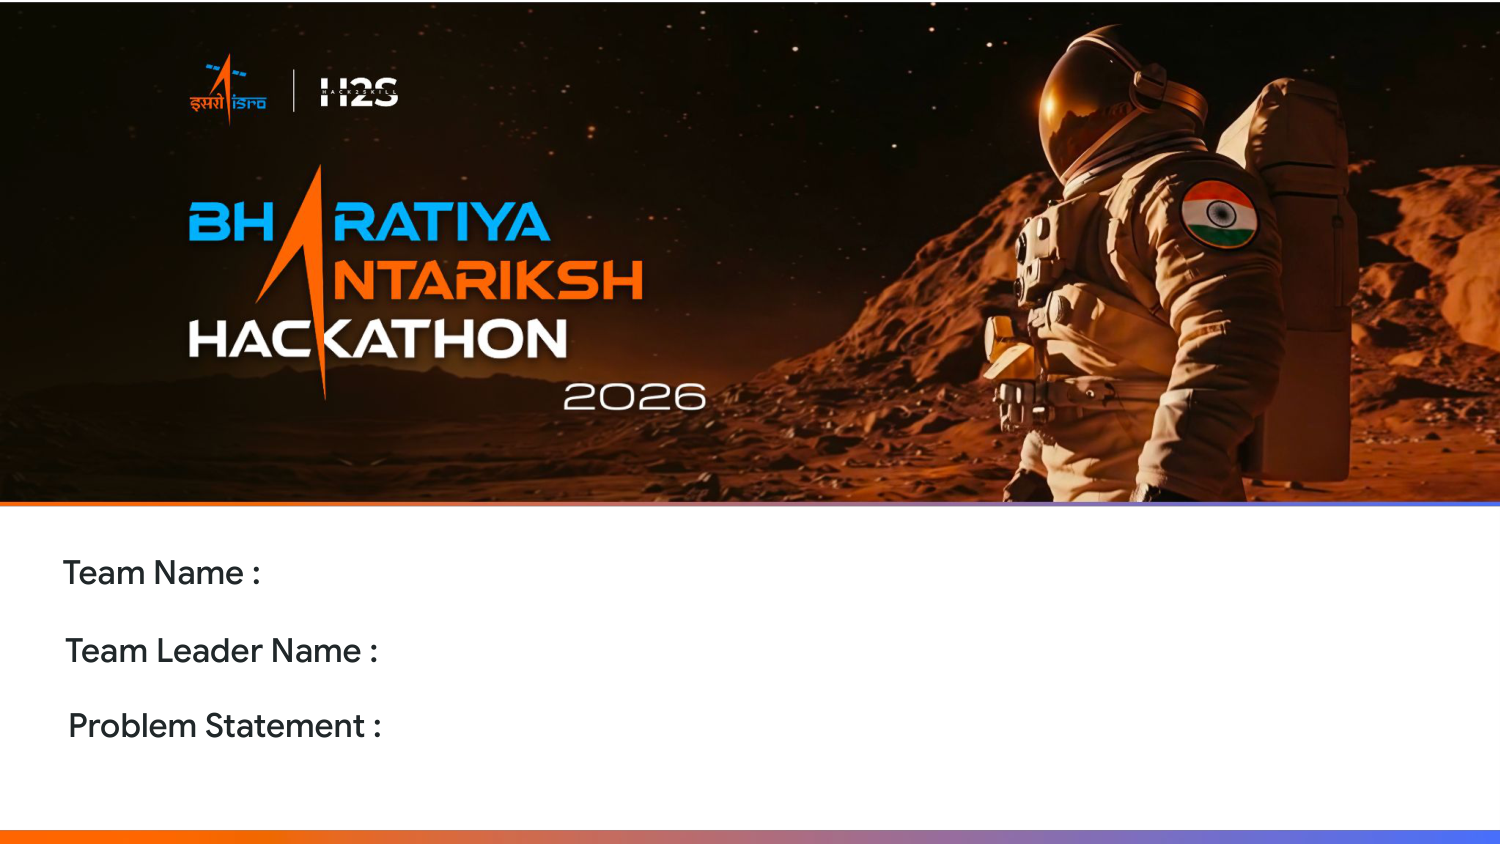 इसरो isro
H2S
HACK2SKILL
BHARATIYA
ANTARIKSH
HACKATHON
2026
Team Name :
Team Leader Name :
Problem Statement :